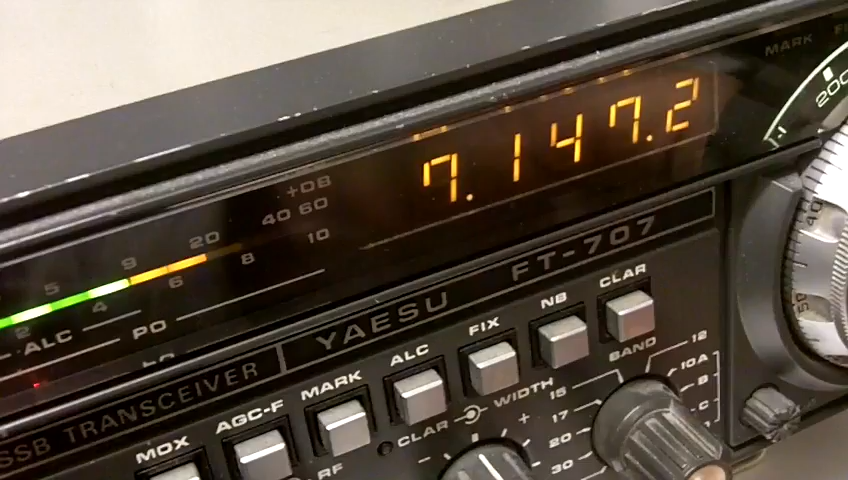 MARK
200
7.147.2
+DB
40 60
5 9 20
10
2 4 6 8
ALC
PO
40
50
YAESU FT-707
SSB TRANSCEIVER
MOX AGC-F MARK ALC FIX NB CLAR
BAND
12
10A
B
C
CLAR WIDTH
15
17
20
30
RF
- +